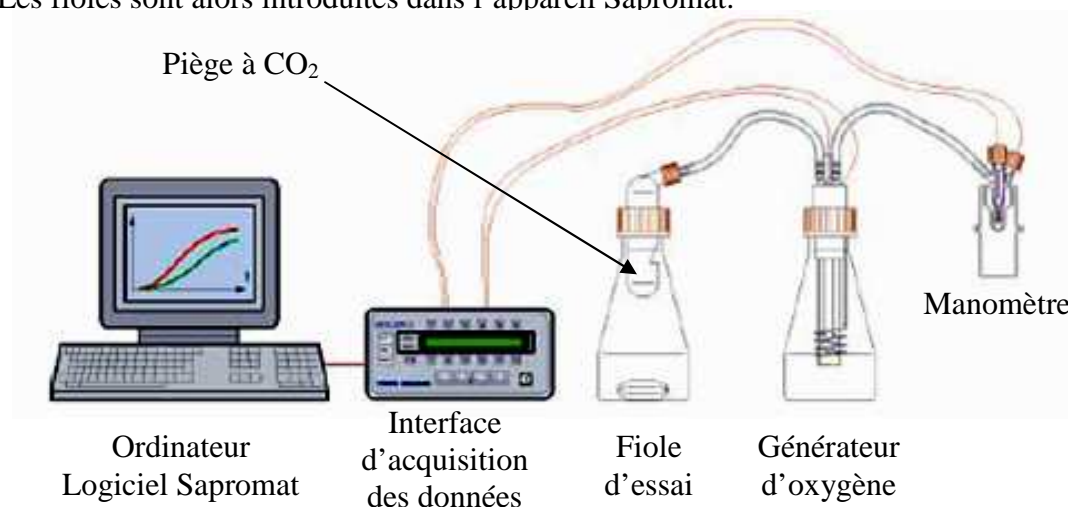 Les fioles sont alors introduites dans l'appareil Sapromat.
Piège à CO₂
Manomètre
Ordinateur
Logiciel Sapromat
Interface
d'acquisition
des données
Fiole
d'essai
Générateur
d'oxygène